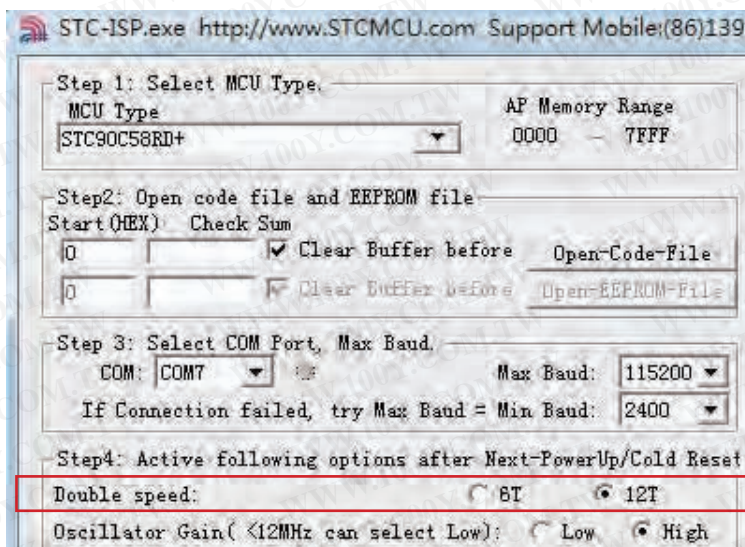 STC-ISP.exe http://www.STCMCU.com Support Mobile:(86)139
Step 1: Select MCU Type.
MCU Type AP Memory Range
STC90C58RD+ 0000 — 7FFF
Step2: Open code file and EEPROM file
Start(HEX) Check Sum
0 Clear Buffer before Open-Code-File
0 Clear Buffer before Open-EEPROM-File
Step 3: Select COM Port, Max Baud.
COM: COM7 Max Baud: 115200
If Connection failed, try Max Baud = Min Baud: 2400
Step4: Active following options after Next-PowerUp/Cold Reset
Double speed: 6T 12T
Oscillator Gain( <12MHz can select Low): Low High